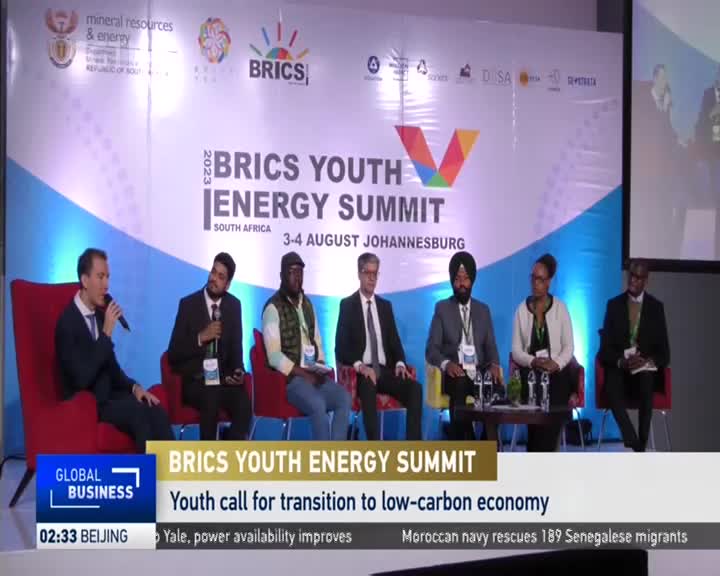 mineral resources
& energy
Department:
REPUBLIC OF SOUTH AFRICA
BRICS
2023
BRICS YOUTH
ENERGY SUMMIT
SOUTH AFRICA
3-4 AUGUST JOHANNESBURG
BRICS YOUTH ENERGY SUMMIT
GLOBAL
BUSINESS
Youth call for transition to low-carbon economy
02:33 BEIJING
Yale, power availability improves Moroccan navy rescues 189 Senegalese migrants